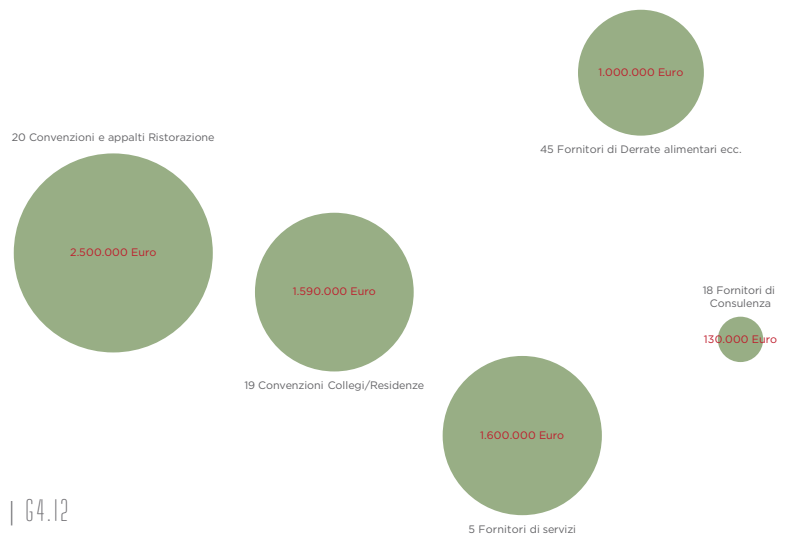 1.000.000 Euro
45 Fornitori di Derrate alimentari ecc.
20 Convenzioni e appalti Ristorazione
2.500.000 Euro
1.590.000 Euro
19 Convenzioni Collegi/Residenze
18 Fornitori di
Consulenza
130.000 Euro
1.600.000 Euro
5 Fornitori di servizi
| G4.12